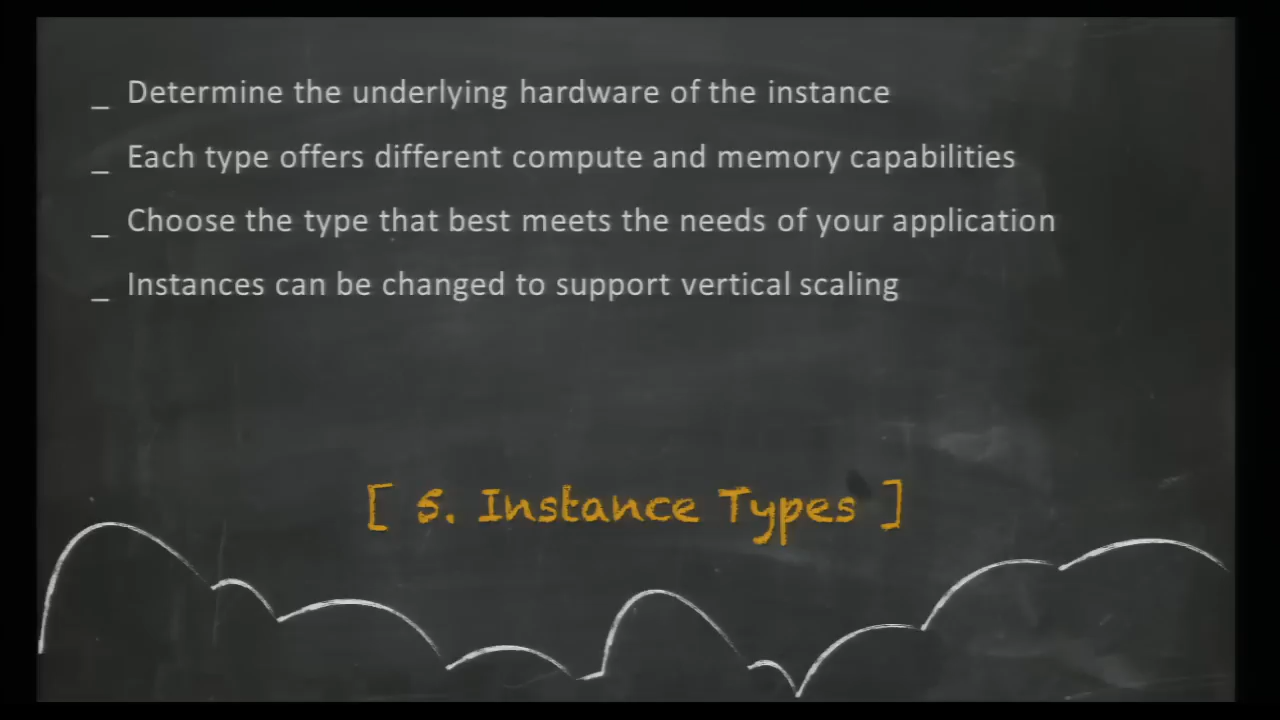 _ Determine the underlying hardware of the instance
_ Each type offers different compute and memory capabilities
_ Choose the type that best meets the needs of your application
_ Instances can be changed to support vertical scaling
[ 5. Instance Types ]